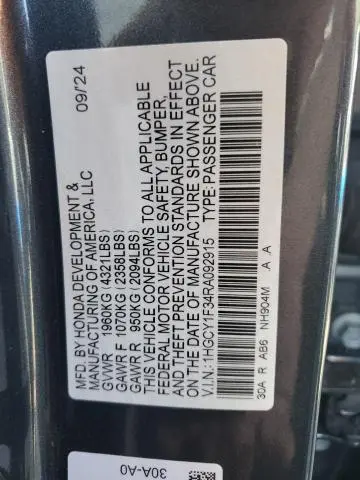 MFD. BY HONDA DEVELOPMENT & 09/'24
MANUFACTURING OF AMERICA, LLC
GVWR 1960KG (4321LBS)
GAWR F 1070KG (2358LBS)
GAWR R 950KG (2094LBS)
THIS VEHICLE CONFORMS TO ALL APPLICABLE
FEDERAL MOTOR VEHICLE SAFETY, BUMPER,
AND THEFT PREVENTION STANDARDS IN EFFECT
ON THE DATE OF MANUFACTURE SHOWN ABOVE.
V.I.N.: 1HGCY1F34RA092915 TYPE: PASSENGER CAR
30A R AB6 NH904M .A .A
30A-A0